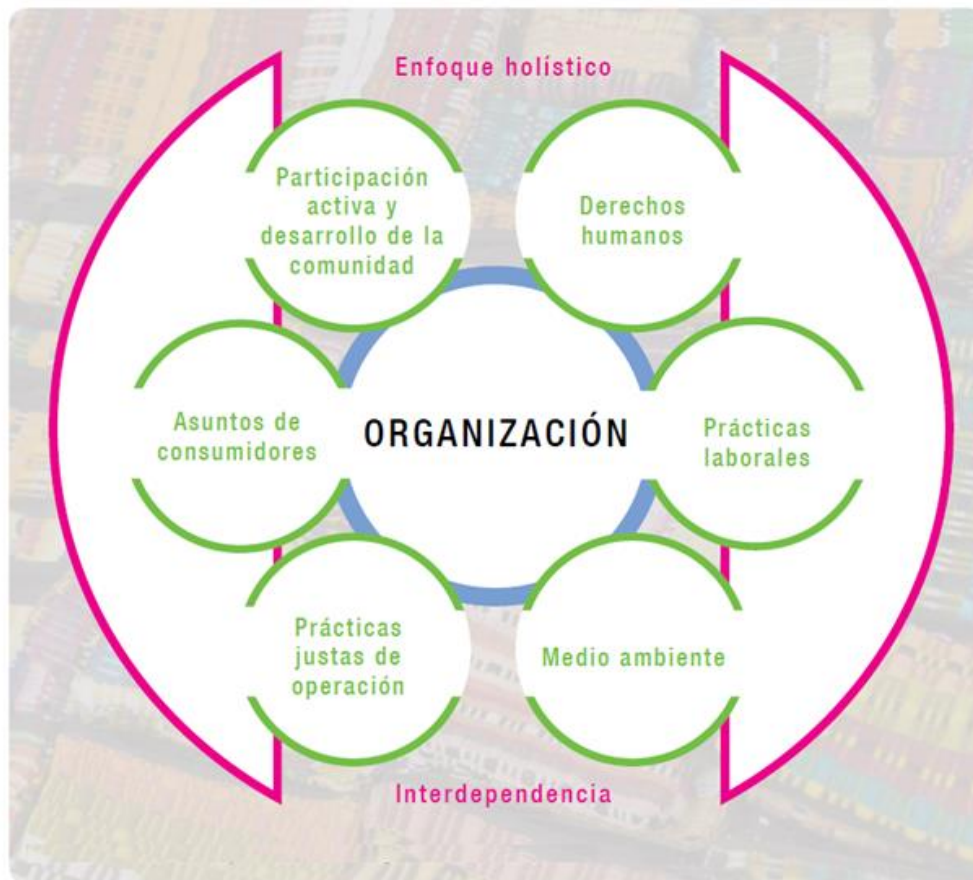 Enfoque holístico
Participación
activa y
desarrollo de la
comunidad
Derechos
humanos
Asuntos de
consumidores
ORGANIZACIÓN
Prácticas
laborales
Prácticas
justas de
operación
Medio ambiente
Interdependencia